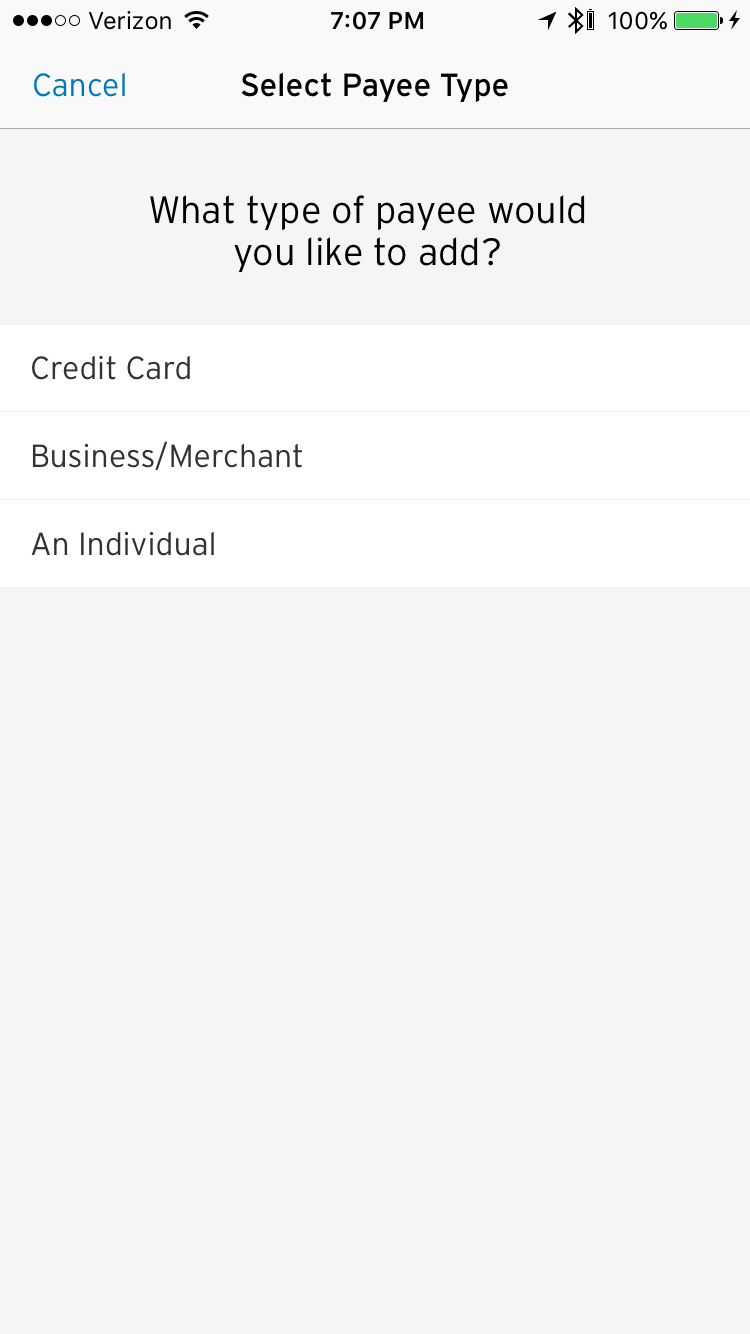 Verizon 7:07 PM 100%
Cancel Select Payee Type
What type of payee would
you like to add?
Credit Card
Business/Merchant
An Individual